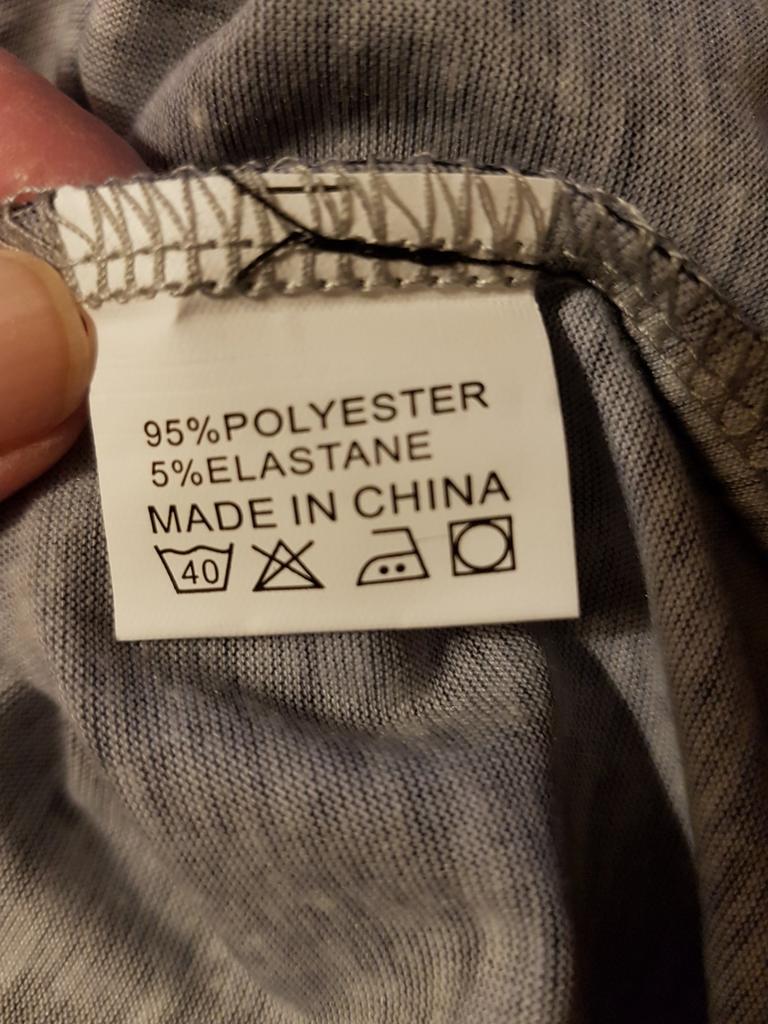 95%POLYESTER
5%ELASTANE
MADE IN CHINA
40